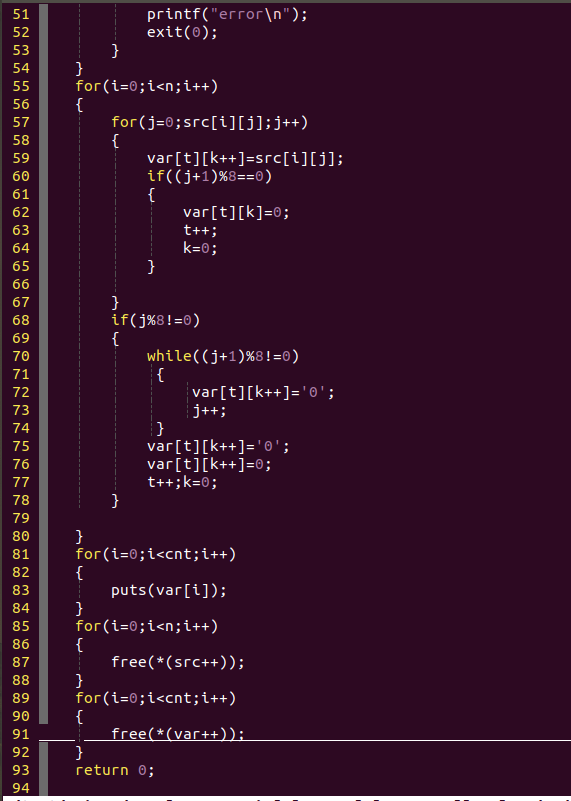 51 printf("error\n");
52 exit(0);
53 }
54 }
55 for(i=0;i<n;i++)
56 {
57 for(j=0;src[i][j];j++)
58 {
59 var[t][k++]=src[i][j];
60 if((j+1)%8==0)
61 {
62 var[t][k]=0;
63 t++;
64 k=0;
65 }
66
67 }
68 if(j%8!=0)
69 {
70 while((j+1)%8!=0)
71 {
72 var[t][k++]='0';
73 j++;
74 }
75 var[t][k++]='0';
76 var[t][k++]=0;
77 t++;k=0;
78 }
79
80 }
81 for(i=0;i<cnt;i++)
82 {
83 puts(var[i]);
84 }
85 for(i=0;i<n;i++)
86 {
87 free(*(src++));
88 }
89 for(i=0;i<cnt;i++)
90 {
91 free(*(var++));
92 }
93 return 0;
94